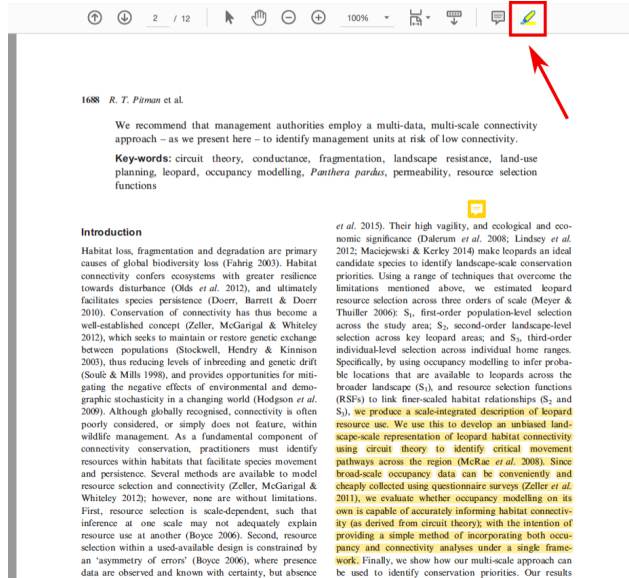 2 / 12 100%
1688 R. T. Pitman et al.
We recommend that management authorities employ a multi-data, multi-scale connectivity
approach – as we present here – to identify management units at risk of low connectivity.
Key-words: circuit theory, conductance, fragmentation, landscape resistance, land-use
planning, leopard, occupancy modelling, Panthera pardus, permeability, resource selection
functions
Introduction
Habitat loss, fragmentation and degradation are primary
causes of global biodiversity loss (Fahrig 2003). Habitat
connectivity confers ecosystems with greater resilience
towards disturbance (Olds et al. 2012), and ultimately
facilitates species persistence (Doerr, Barrett & Doerr
2010). Conservation of connectivity has thus become a
well-established concept (Zeller, McGarigal & Whiteley
2012), which seeks to maintain or restore genetic exchange
between populations (Stockwell, Hendry & Kinnison
2003), thus reducing levels of inbreeding and genetic drift
(Soulé & Mills 1998), and provides opportunities for miti-
gating the negative effects of environmental and demo-
graphic stochasticity in a changing world (Hodgson et al.
2009). Although globally recognised, connectivity is often
poorly considered, or simply does not feature, within
wildlife management. As a fundamental component of
connectivity conservation, practitioners must identify
resources within habitats that facilitate species movement
and persistence. Several methods are available to model
resource selection and connectivity (Zeller, McGarigal &
Whiteley 2012); however, none are without limitations.
First, resource selection is scale-dependent, such that
inference at one scale may not adequately explain
resource use at another (Boyce 2006). Second, resource
selection within a used-available design is constrained by
an ‘asymmetry of errors’ (Boyce 2006), where presence
data are observed and known with certainty, but absence
et al. 2015). Their high vagility, and ecological and eco-
nomic significance (Dalerum et al. 2008; Lindsey et al.
2012; Maciejewski & Kerley 2014) make leopards an ideal
candidate species to identify landscape-scale conservation
priorities. Using a range of techniques that overcome the
limitations mentioned above, we estimated leopard
resource selection across three orders of scale (Meyer &
Thuiller 2006): S₁, first-order population-level selection
across the study area; S₂, second-order landscape-level
selection across key leopard areas; and S₃, third-order
individual-level selection across individual home ranges.
Specifically, by using occupancy modelling to infer proba-
ble locations that are available to leopards across the
broader landscape (S₁), and resource selection functions
(RSFs) to link finer-scaled habitat relationships (S₂ and
S₃), we produce a scale-integrated description of leopard
resource use. We use this to develop an unbiased land-
scape-scale representation of leopard habitat connectivity
using circuit theory to identify critical movement
pathways across the region (McRae et al. 2008). Since
broad-scale occupancy data can be conveniently and
cheaply collected using questionnaire surveys (Zeller et al.
2011), we evaluate whether occupancy modelling on its
own is capable of accurately informing habitat connectiv-
ity (as derived from circuit theory); with the intention of
providing a simple method of incorporating both occu-
pancy and connectivity analyses under a single frame-
work. Finally, we show how our multi-scale approach can
be used to identify conservation priorities. Our results